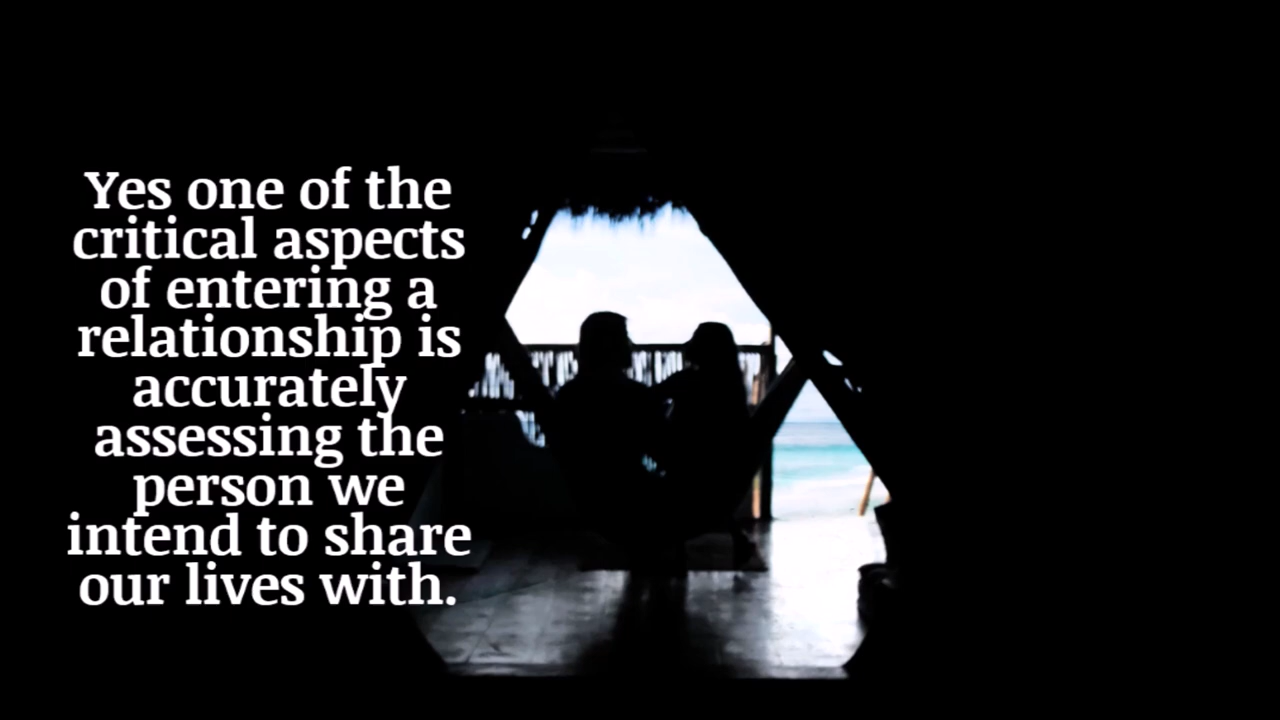 Yes one of the
critical aspects
of entering a
relationship is
accurately
assessing the
person we
intend to share
our lives with.